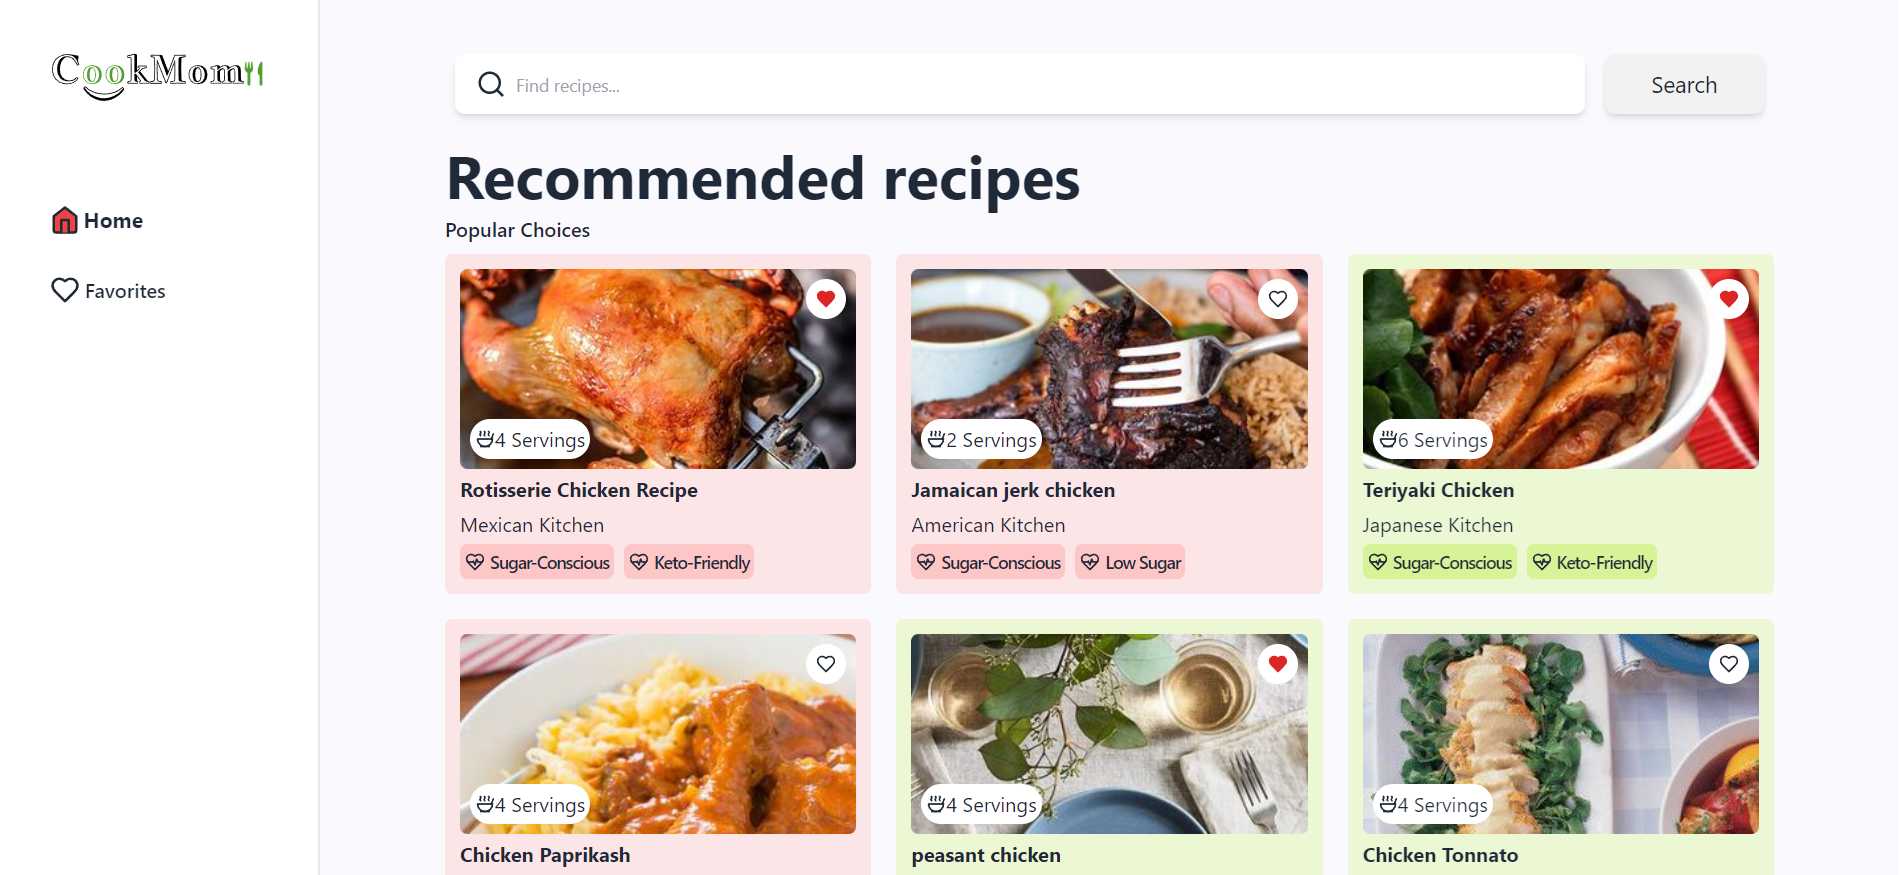 CookMom
Find recipes...
Search
Home
Favorites
Recommended recipes
Popular Choices
4 Servings
Rotisserie Chicken Recipe
Mexican Kitchen
Sugar-Conscious
Keto-Friendly
2 Servings
Jamaican jerk chicken
American Kitchen
Sugar-Conscious
Low Sugar
6 Servings
Teriyaki Chicken
Japanese Kitchen
Sugar-Conscious
Keto-Friendly
4 Servings
Chicken Paprikash
4 Servings
peasant chicken
4 Servings
Chicken Tonnato